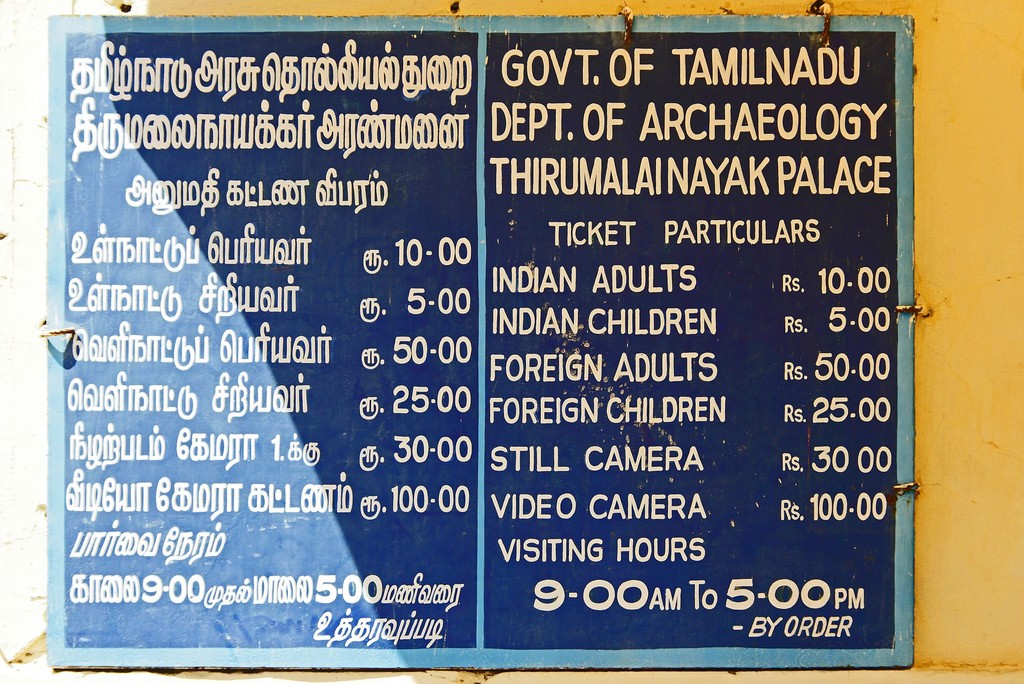 தமிழ்நாடு அரசு தொல்லியல் துறை
திருமலைநாயக்கர் அரண்மனை
அனுமதி கட்டண விபரம்
உள்நாட்டுப் பெரியவர் ரூ. 10-00
உள்நாட்டு சிறியவர் ரூ. 5-00
வெளிநாட்டுப் பெரியவர் ரூ. 50-00
வெளிநாட்டு சிறியவர் ரூ. 25-00
நிழற்படம் கேமரா 1.க்கு ரூ. 30-00
வீடியோ கேமரா கட்டணம் ரூ. 100-00
பார்வை நேரம்
காலை 9-00 முதல் மாலை 5-00 மணிவரை
உத்தரவுப்படி
GOVT. OF TAMILNADU
DEPT. OF ARCHAEOLOGY
THIRUMALAI NAYAK PALACE
TICKET PARTICULARS
INDIAN ADULTS Rs. 10-00
INDIAN CHILDREN Rs. 5-00
FOREIGN ADULTS Rs. 50-00
FOREIGN CHILDREN Rs. 25-00
STILL CAMERA Rs. 30 00
VIDEO CAMERA Rs. 100-00
VISITING HOURS
9-00 AM To 5-00 PM
- BY ORDER